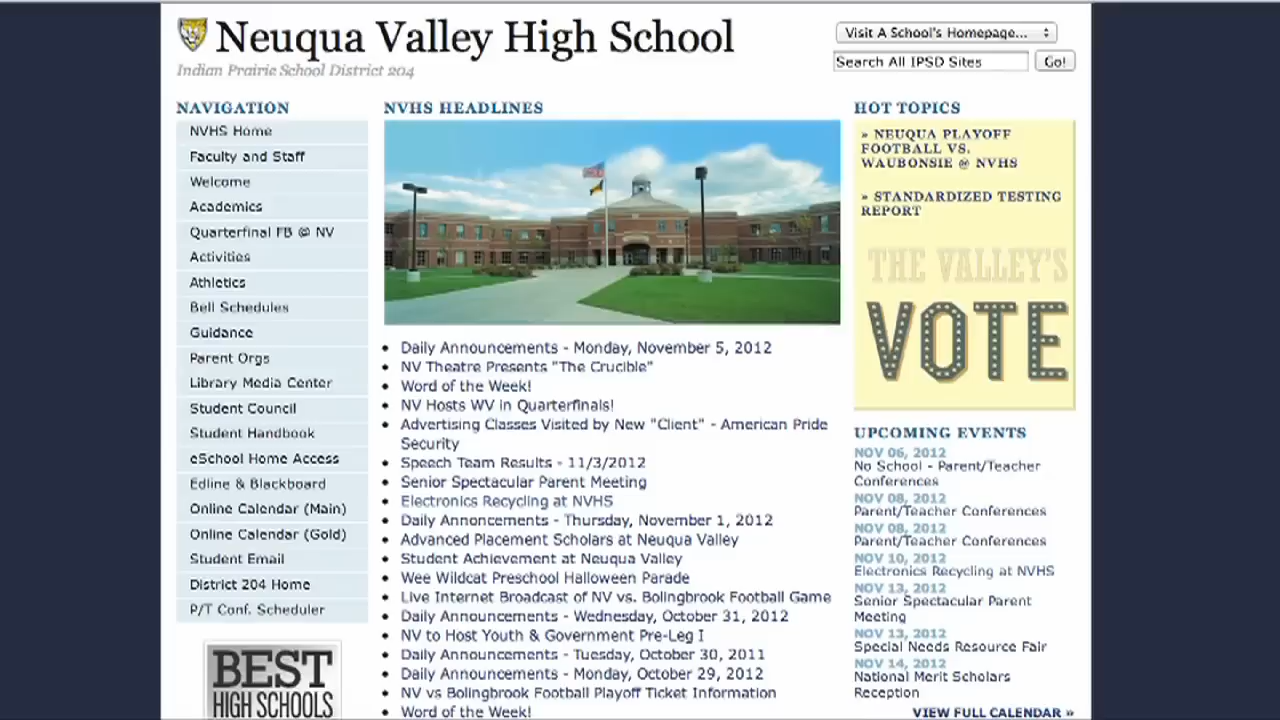 Neuqua Valley High School
Indian Prairie School District 204
Visit A School's Homepage...
Search All IPSD Sites
Go!
NAVIGATION
NVHS Home
Faculty and Staff
Welcome
Academics
Quarterfinal FB @ NV
Activities
Athletics
Bell Schedules
Guidance
Parent Orgs
Library Media Center
Student Council
Student Handbook
eSchool Home Access
Edline & Blackboard
Online Calendar (Main)
Online Calendar (Gold)
Student Email
District 204 Home
P/T Conf. Scheduler
BEST
HIGH SCHOOLS
NVHS HEADLINES
• Daily Announcements - Monday, November 5, 2012
• NV Theatre Presents "The Crucible"
• Word of the Week!
• NV Hosts WV in Quarterfinals!
• Advertising Classes Visited by New "Client" - American Pride
Security
• Speech Team Results - 11/3/2012
• Senior Spectacular Parent Meeting
• Electronics Recycling at NVHS
• Daily Annoncements - Thursday, November 1, 2012
• Advanced Placement Scholars at Neuqua Valley
• Student Achievement at Neuqua Valley
• Wee Wildcat Preschool Halloween Parade
• Live Internet Broadcast of NV vs. Bolingbrook Football Game
• Daily Announcements - Wednesday, October 31, 2012
• NV to Host Youth & Government Pre-Leg I
• Daily Announcements - Tuesday, October 30, 2011
• Daily Announcements - Monday, October 29, 2012
• NV vs Bolingbrook Football Playoff Ticket Information
• Word of the Week!
HOT TOPICS
» NEUQUA PLAYOFF
FOOTBALL VS.
WAUBONSIE @ NVHS
» STANDARDIZED TESTING
REPORT
THE VALLEY'S
VOTE
UPCOMING EVENTS
NOV 06, 2012
No School - Parent/Teacher
Conferences
NOV 08, 2012
Parent/Teacher Conferences
NOV 08, 2012
Parent/Teacher Conferences
NOV 10, 2012
Electronics Recycling at NVHS
NOV 13, 2012
Senior Spectacular Parent
Meeting
NOV 13, 2012
Special Needs Resource Fair
NOV 14, 2012
National Merit Scholars
Reception
VIEW FULL CALENDAR »